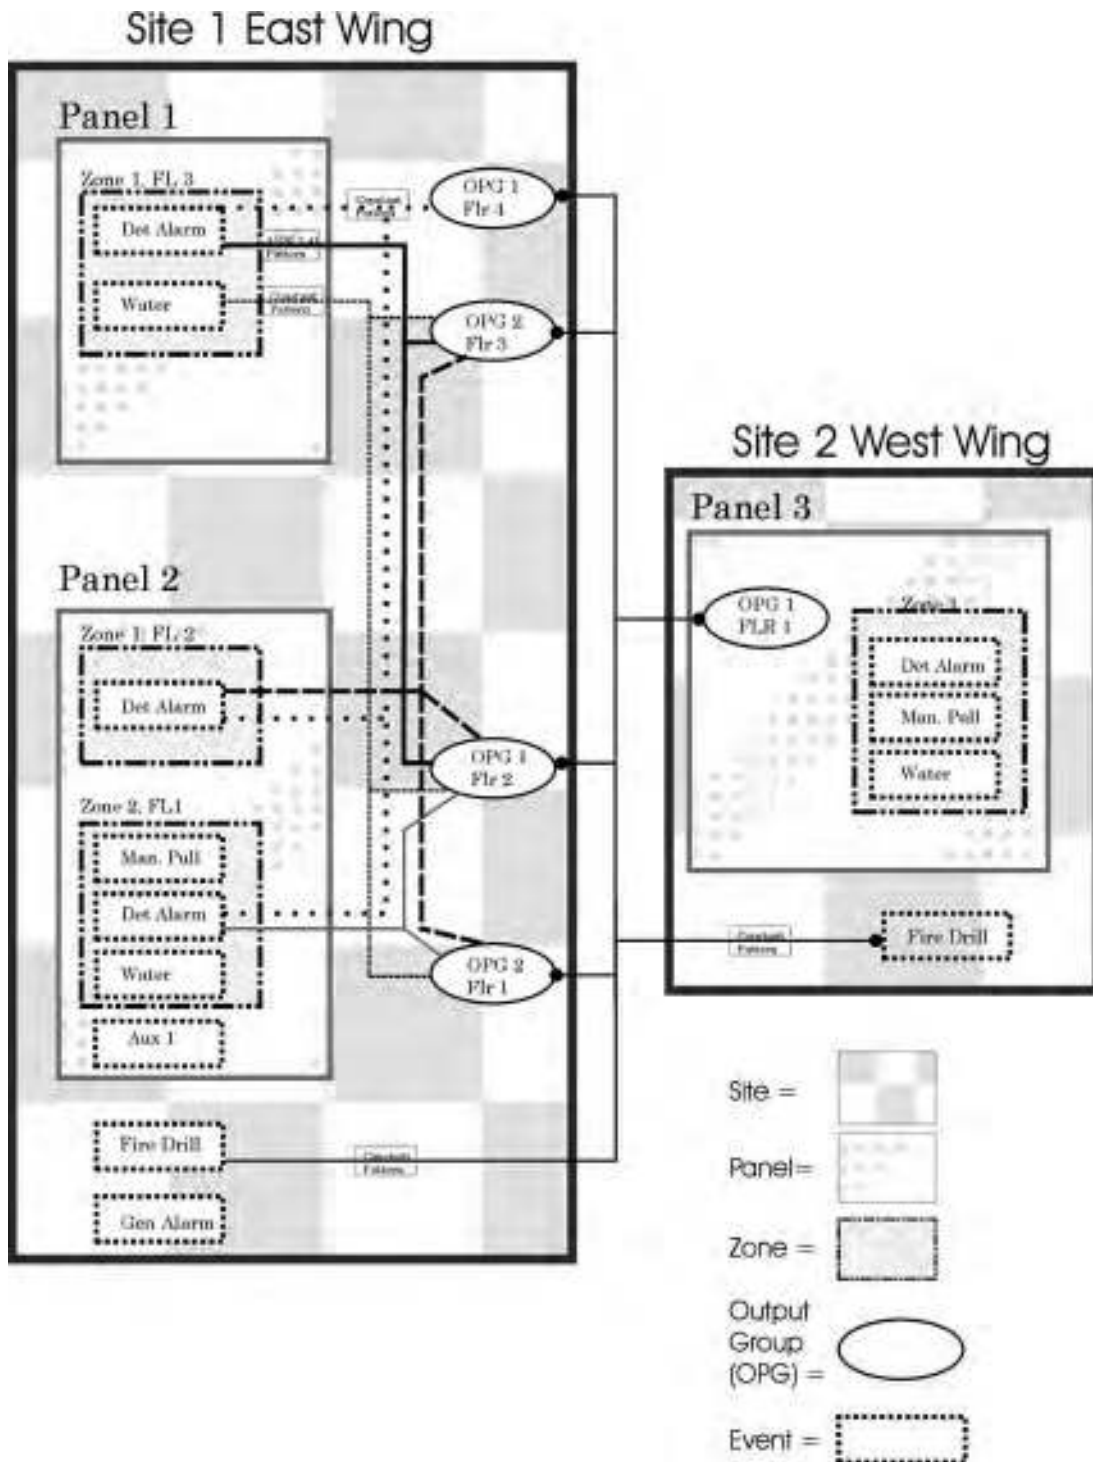 Site 1 East Wing
Panel 1
Zone 1, FL 3
Det Alarm
Water
OPG 1
Flr 4
OPG 2
Flr 3
Panel 2
Zone 1, FL 2
Det Alarm
OPG 1
Flr 2
Zone 2, FL1
Man. Pull
Det Alarm
Water
Aux 1
OPG 2
Flr 1
Fire Drill
Gen Alarm
Site 2 West Wing
Panel 3
OPG 1
FLR 1
Zone
Det Alarm
Man. Pull
Water
Fire Drill
Site =
Panel=
Zone =
Output
Group
(OPG) =
Event =